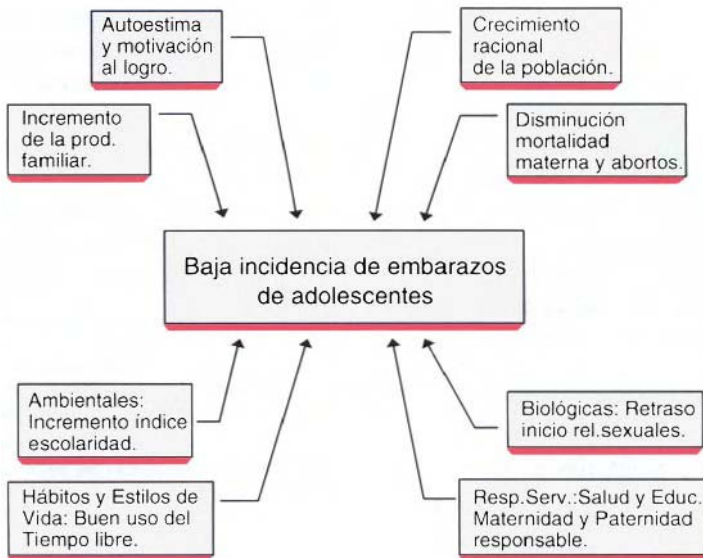 Autoestima
y motivación
al logro.
Crecimiento
racional
de la población.
Incremento
de la prod.
familiar.
Disminución
mortalidad
materna y abortos.
Baja incidencia de embarazos
de adolescentes
Ambientales:
Incremento índice
escolaridad.
Biológicas: Retraso
inicio rel.sexuales.
Hábitos y Estilos de
Vida: Buen uso del
Tiempo libre.
Resp.Serv.:Salud y Educ.
Maternidad y Paternidad
responsable.